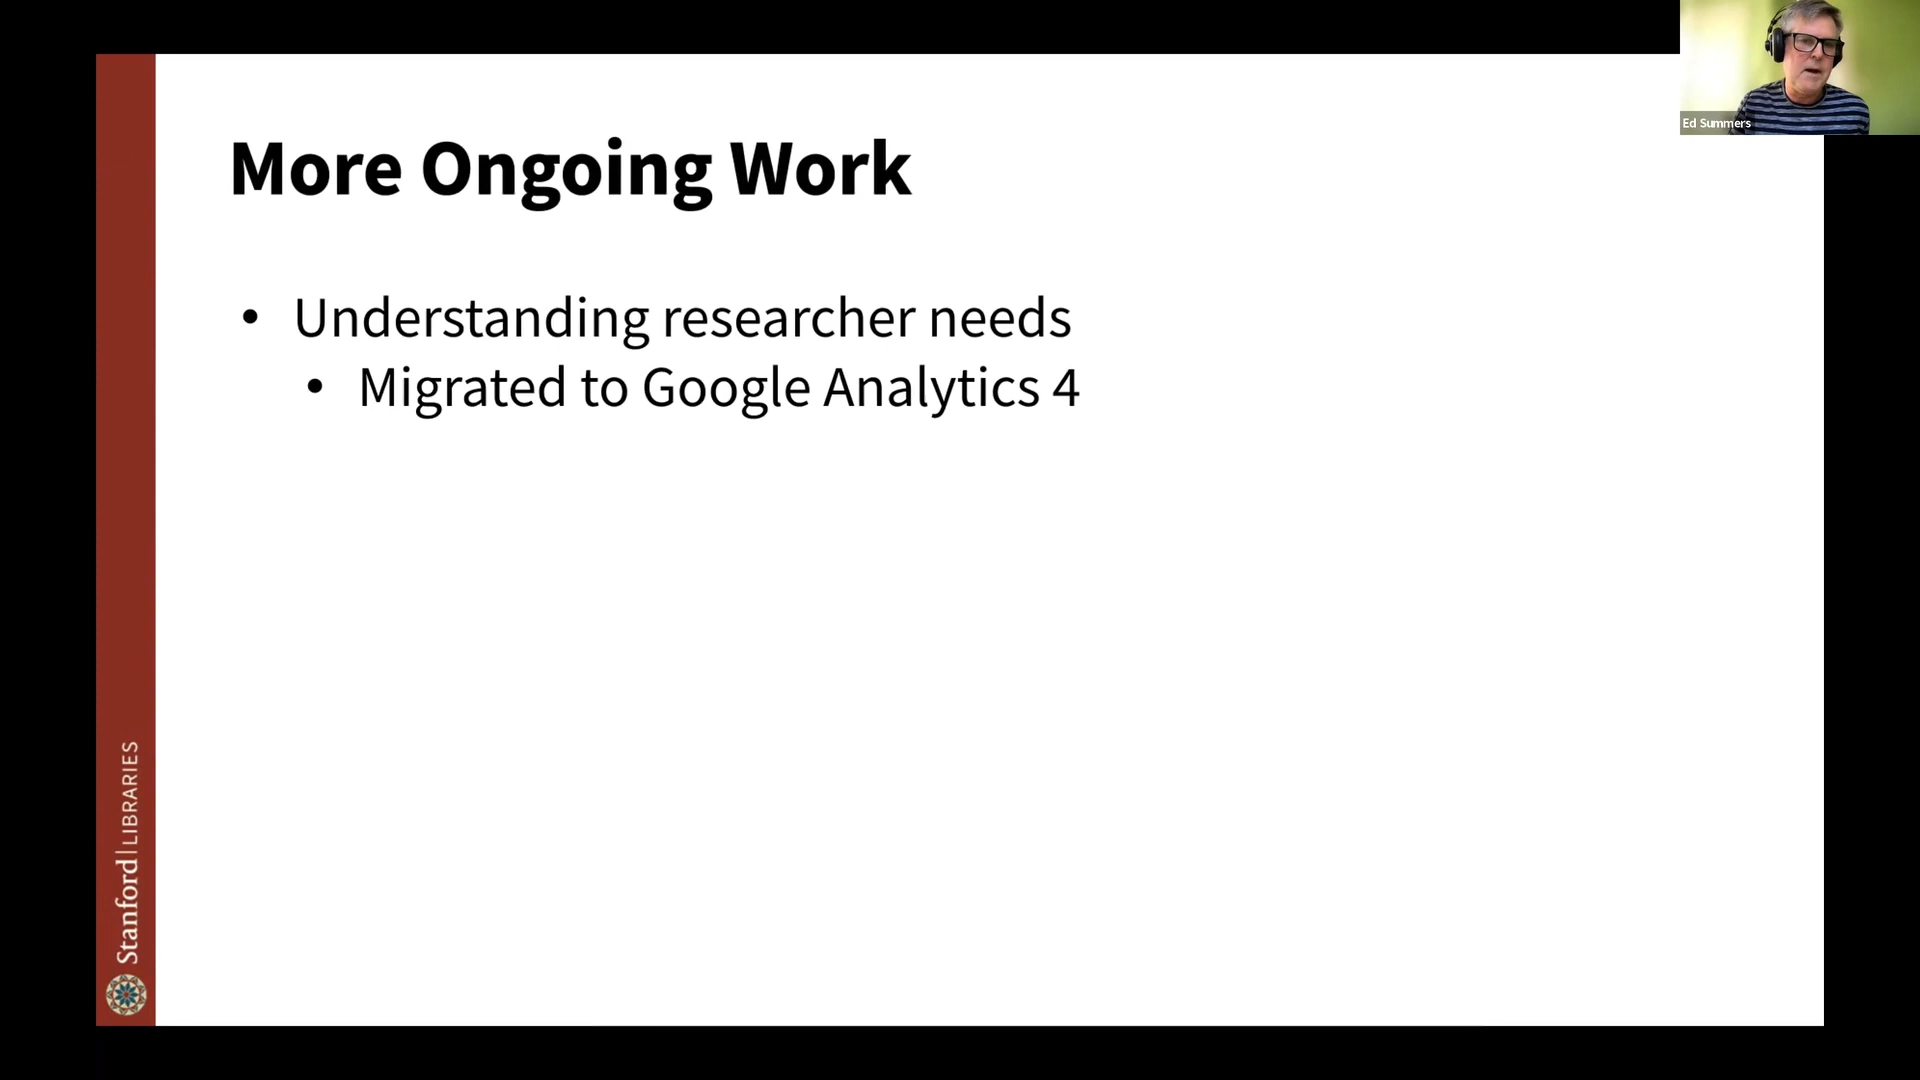 More Ongoing Work
• Understanding researcher needs
• Migrated to Google Analytics 4
Stanford | LIBRARIES
Ed Summers